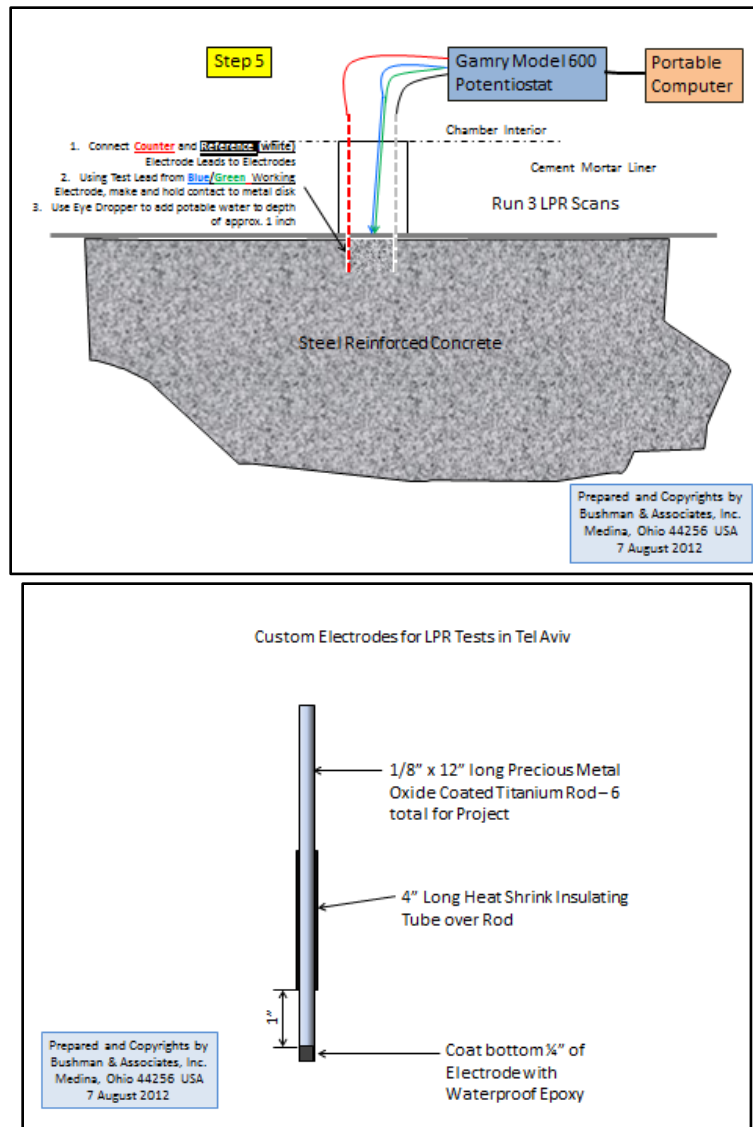 Step 5
Gamry Model 600
Potentiostat
Portable
Computer
Chamber Interior
1. Connect Counter and Reference (white)
Electrode Leads to Electrodes
2. Using Test Lead from Blue/Green Working
Electrode, make and hold contact to metal disk
3. Use Eye Dropper to add potable water to depth
of approx. 1 inch
Cement Mortar Liner
Run 3 LPR Scans
Steel Reinforced Concrete
Prepared and Copyrights by
Bushman & Associates, Inc.
Medina, Ohio 44256 USA
7 August 2012
Custom Electrodes for LPR Tests in Tel Aviv
1/8” x 12” long Precious Metal
Oxide Coated Titanium Rod – 6
total for Project
4” Long Heat Shrink Insulating
Tube over Rod
1”
Coat bottom ¼” of
Electrode with
Waterproof Epoxy
Prepared and Copyrights by
Bushman & Associates, Inc.
Medina, Ohio 44256 USA
7 August 2012